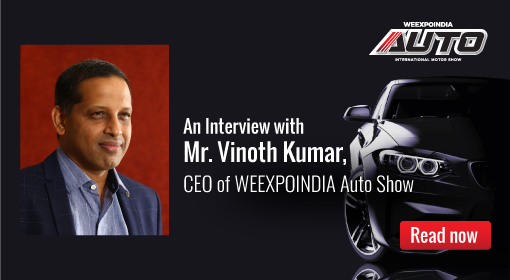 WEEXPOINDIA
AUTO
INTERNATIONAL MOTOR SHOW
An Interview with
Mr. Vinoth Kumar,
CEO of WEEXPOINDIA Auto Show
Read now